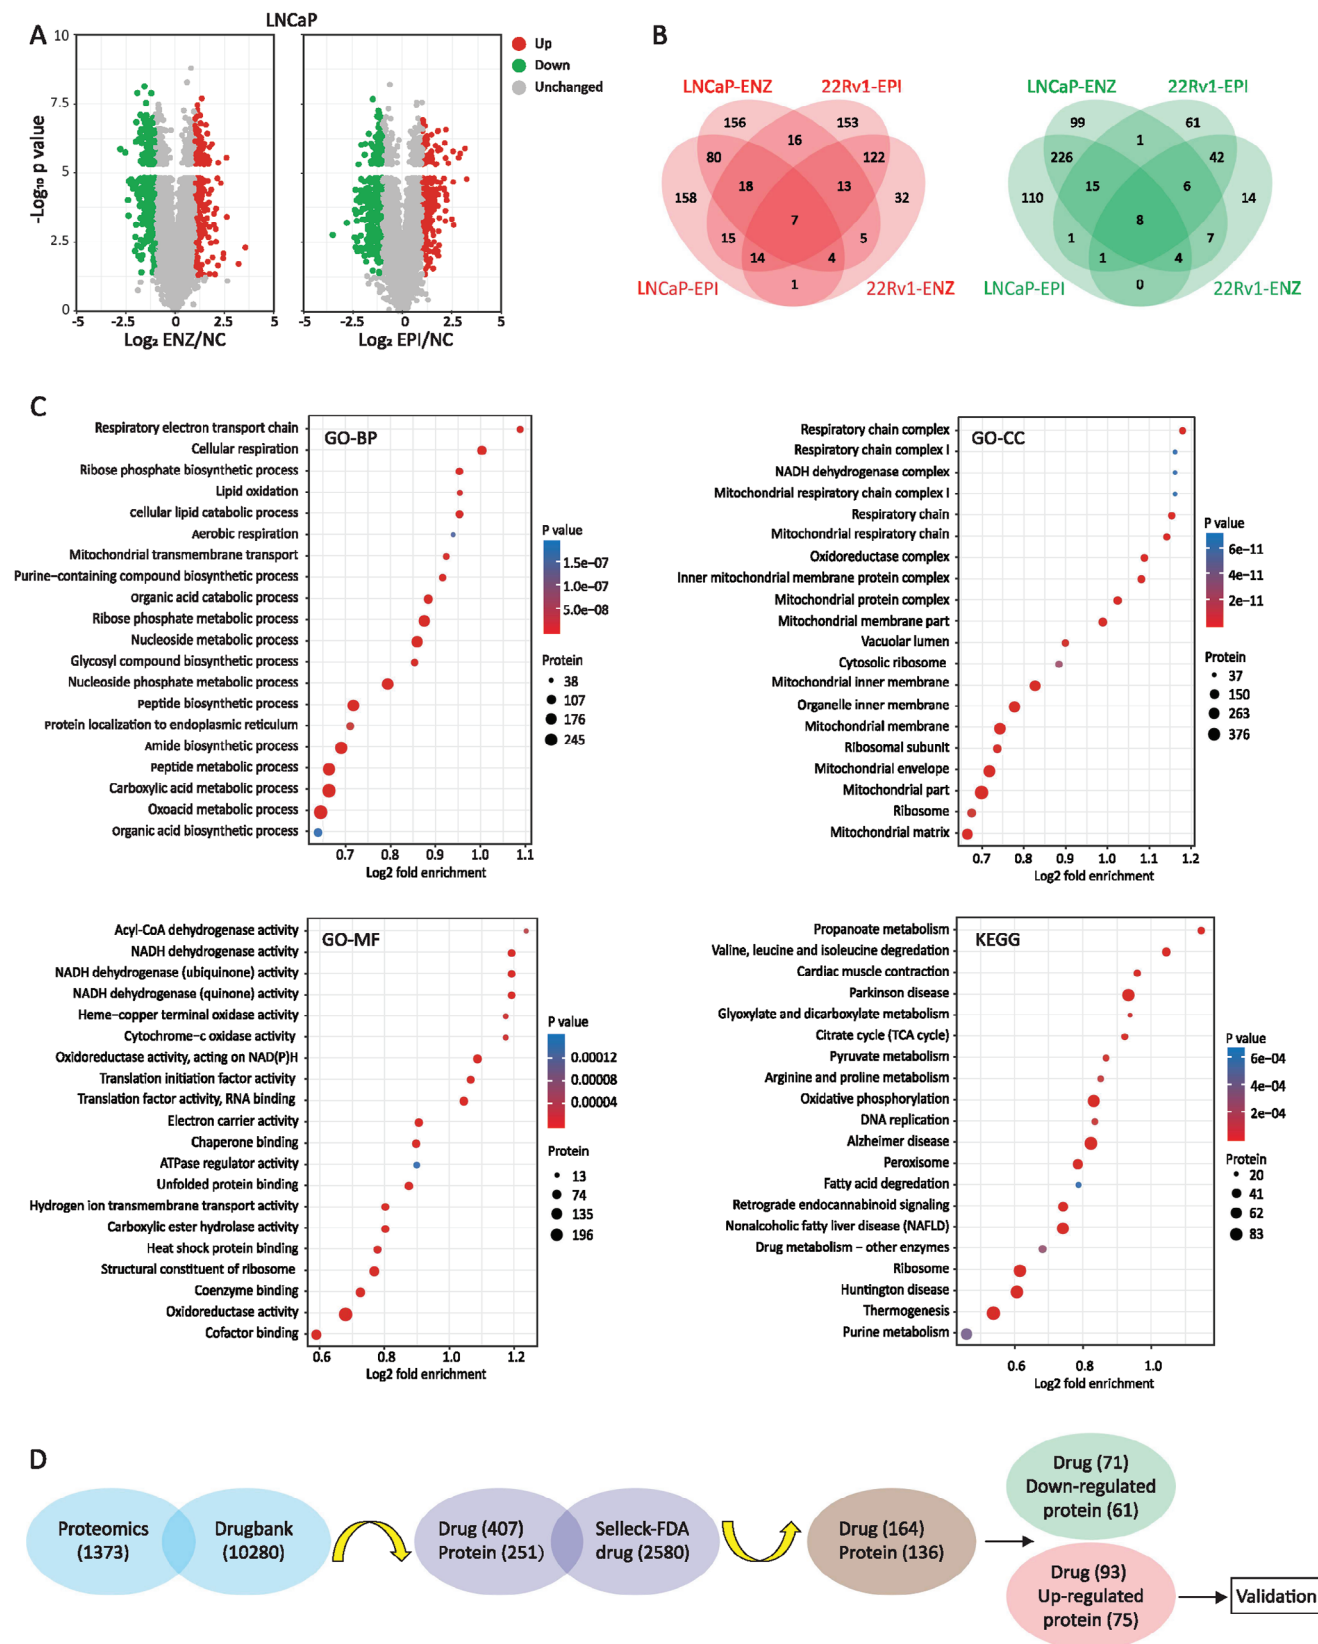 A
LNCaP
10
7.5
5
2.5
0
-Log₁₀ p value
-5
-2.5
0
2.5
5
Log₂ ENZ/NC
-5
-2.5
0
2.5
5
Log₂ EPI/NC
Up
Down
Unchanged
B
LNCaP-ENZ
22Rv1-EPI
156
153
16
80
122
18
13
158
32
7
15
5
14
4
1
LNCaP-EPI
22Rv1-ENZ
LNCaP-ENZ
22Rv1-EPI
99
61
1
226
42
15
6
110
14
8
1
7
1
4
0
LNCaP-EPI
22Rv1-ENZ
C
GO-BP
Respiratory electron transport chain
Cellular respiration
Ribose phosphate biosynthetic process
Lipid oxidation
Cellular lipid catabolic process
Aerobic respiration
Mitochondrial transmembrane transport
Purine-containing compound biosynthetic process
Organic acid catabolic process
Ribose phosphate metabolic process
Nucleoside metabolic process
Glycosyl compound biosynthetic process
Nucleoside phosphate metabolic process
Peptide biosynthetic process
Protein localization to endoplasmic reticulum
Amide biosynthetic process
Peptide metabolic process
Carboxylic acid metabolic process
Oxoacid metabolic process
Organic acid biosynthetic process
0.7
0.8
0.9
1.0
1.1
Log2 fold enrichment
P value
1.5e-07
1.0e-07
5.0e-08
Protein
38
107
176
245
GO-CC
Respiratory chain complex
Respiratory chain complex I
NADH dehydrogenase complex
Mitochondrial respiratory chain complex I
Respiratory chain
Mitochondrial respiratory chain
Oxidoreductase complex
Inner mitochondrial membrane protein complex
Mitochondrial protein complex
Mitochondrial membrane part
Vacuolar lumen
Cytosolic ribosome
Mitochondrial inner membrane
Organelle inner membrane
Mitochondrial membrane
Ribosomal subunit
Mitochondrial envelope
Mitochondrial part
Ribosome
Mitochondrial matrix
0.7
0.8
0.9
1.0
1.1
1.2
Log2 fold enrichment
P value
6e-11
4e-11
2e-11
Protein
37
150
263
376
GO-MF
Acyl-CoA dehydrogenase activity
NADH dehydrogenase activity
NADH dehydrogenase (ubiquinone) activity
NADH dehydrogenase (quinone) activity
Heme-copper terminal oxidase activity
Cytochrome-c oxidase activity
Oxidoreductase activity, acting on NAD(P)H
Translation initiation factor activity
Translation factor activity, RNA binding
Electron carrier activity
Chaperone binding
ATPase regulator activity
Unfolded protein binding
Hydrogen ion transmembrane transport activity
Carboxylic ester hydrolase activity
Heat shock protein binding
Structural constituent of ribosome
Coenzyme binding
Oxidoreductase activity
Cofactor binding
0.6
0.8
1.0
1.2
Log2 fold enrichment
P value
0.00012
0.00008
0.00004
Protein
13
74
135
196
KEGG
Propanoate metabolism
Valine, leucine and isoleucine degredation
Cardiac muscle contraction
Parkinson disease
Glyoxylate and dicarboxylate metabolism
Citrate cycle (TCA cycle)
Pyruvate metabolism
Arginine and proline metabolism
Oxidative phosphorylation
DNA replication
Alzheimer disease
Peroxisome
Fatty acid degredation
Retrograde endocannabinoid signaling
Nonalcoholic fatty liver disease (NAFLD)
Drug metabolism - other enzymes
Ribosome
Huntington disease
Thermogenesis
Purine metabolism
0.6
0.8
1.0
Log2 fold enrichment
P value
6e-04
4e-04
2e-04
Protein
20
41
62
83
D
Proteomics
(1373)
Drugbank
(10280)
Drug (407)
Protein (251)
Selleck-FDA
drug (2580)
Drug (164)
Protein (136)
Drug (71)
Down-regulated
protein (61)
Drug (93)
Up-regulated
protein (75)
Validation